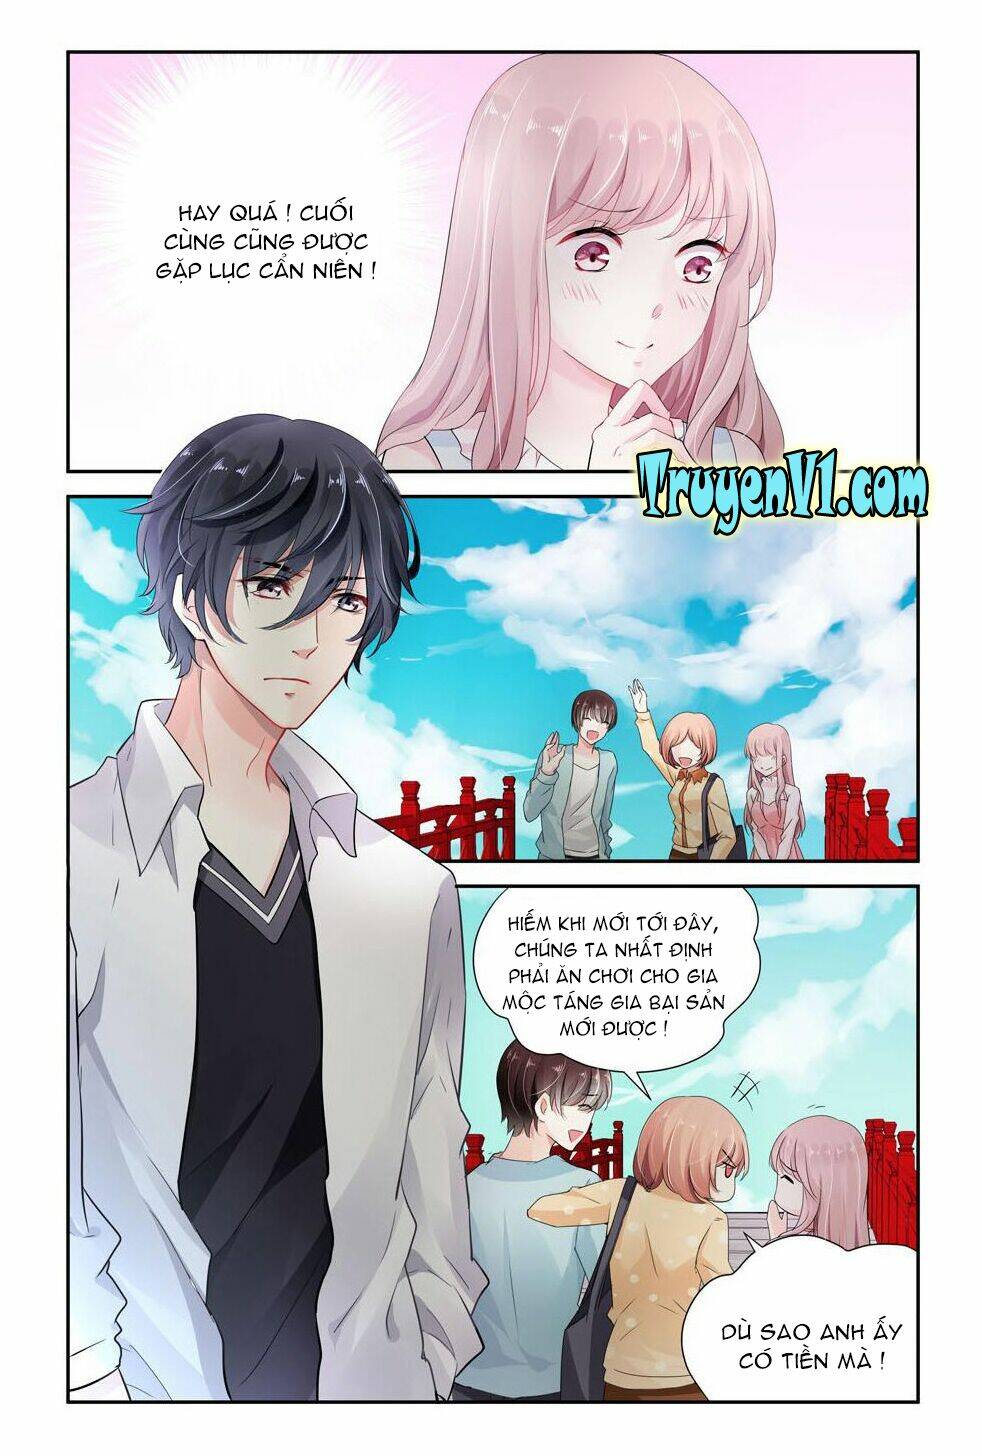 HAY QUÁ ! CUỐI
CÙNG CŨNG ĐƯỢC
GẶP LỤC CẨN NIÊN !
TruyenV1.com
HIẾM KHI MỚI TỚI ĐÂY,
CHÚNG TA NHẤT ĐỊNH
PHẢI ĂN CHƠI CHO GIA
MỘC TÁNG GIA BẠI SẢN
MỚI ĐƯỢC !
DÙ SAO ANH ẤY
CÓ TIỀN MÀ !